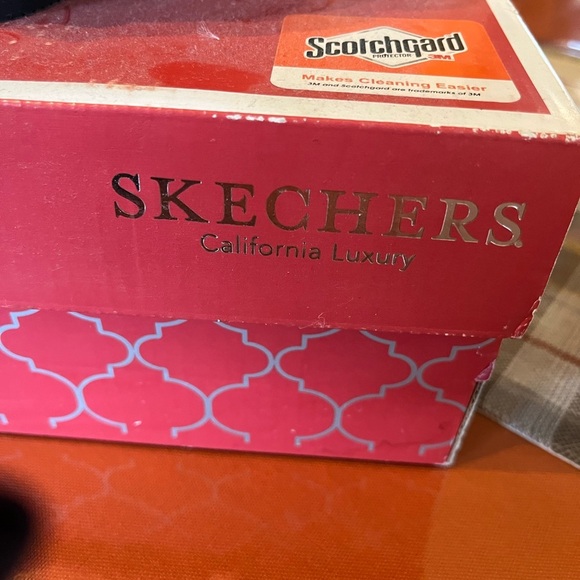 Scotchgard
PROTECTOR 3M
Makes Cleaning Easier
3M and Scotchgard are trademarks of 3M
SKECHERS
California Luxury